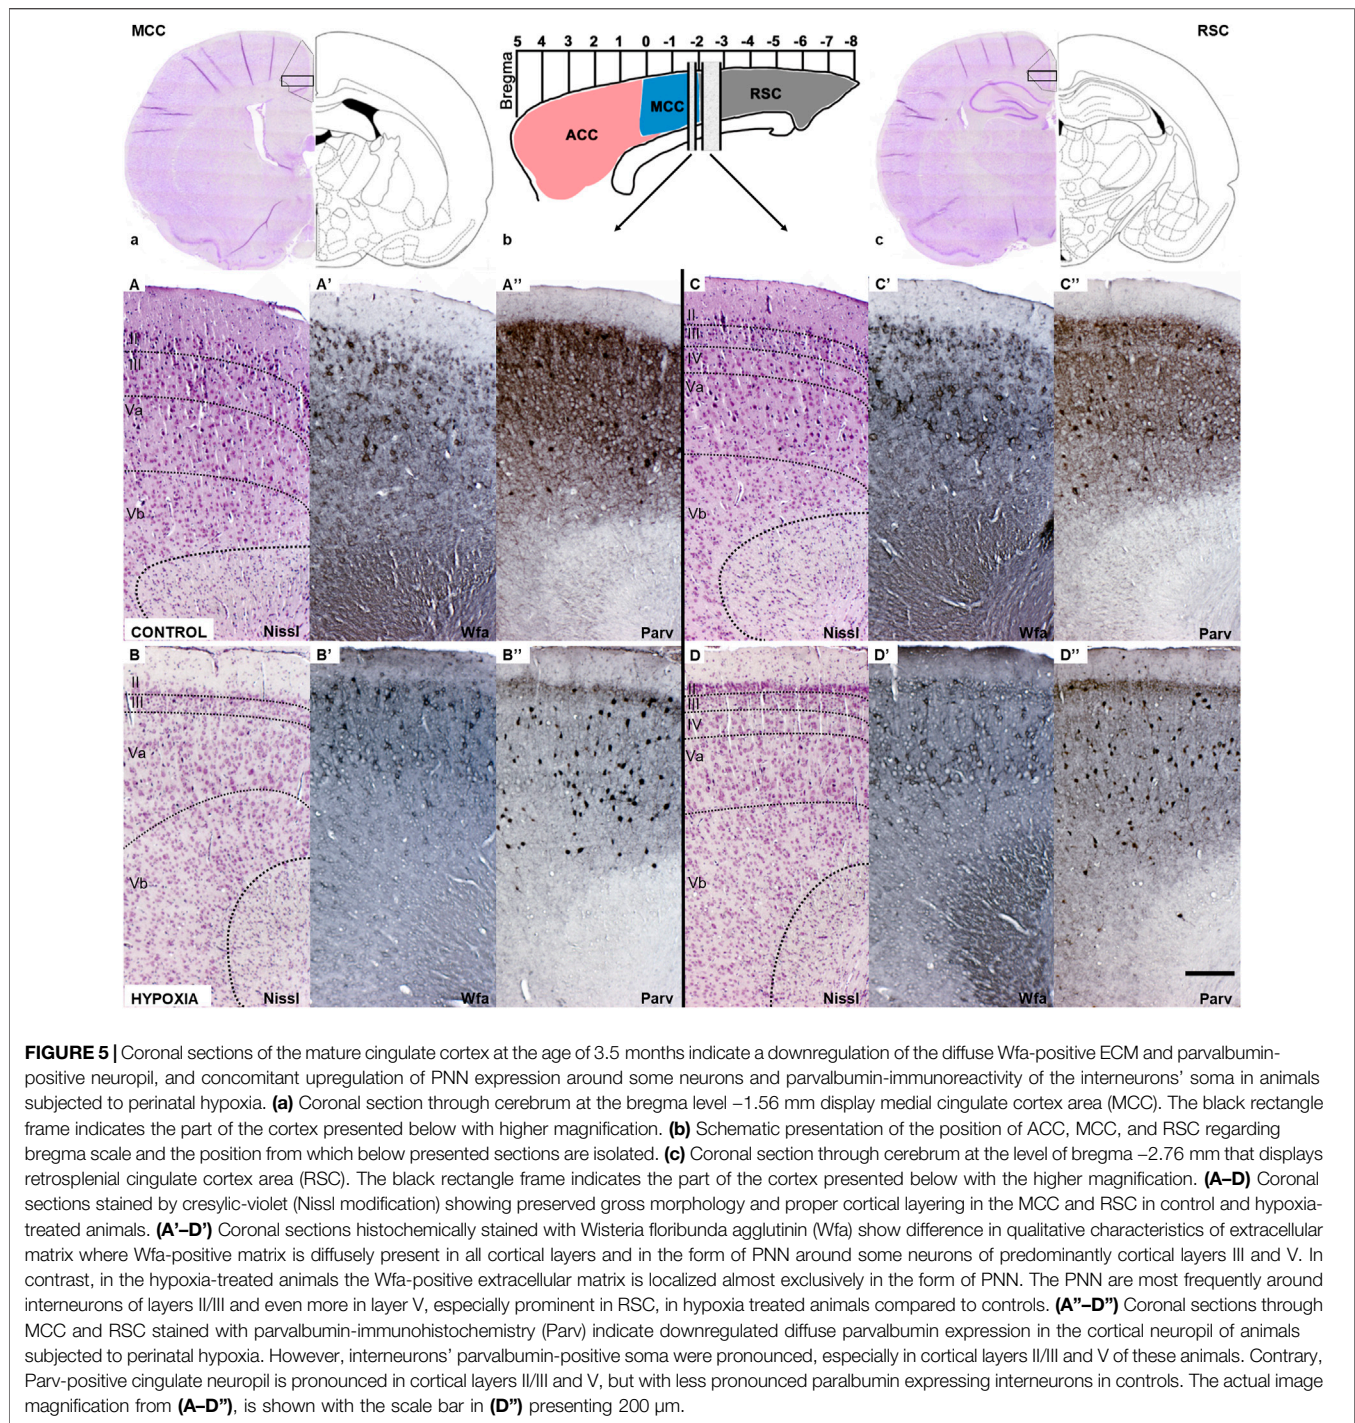 MCC
RSC
5 4 3 2 1 0 -1 -2 -3 -4 -5 -6 -7 -8
Bregma
ACC
MCC
RSC
a
b
c
A
A’
A’’
C
C’
C’’
II
III
Va
Vb
II
III
IV
Va
Vb
CONTROL
Nissl
Wfa
Parv
Nissl
Wfa
Parv
B
B’
B’’
D
D’
D’’
II
III
Va
Vb
II
III
IV
Va
Vb
HYPOXIA
Nissl
Wfa
Parv
Nissl
Wfa
Parv
FIGURE 5 | Coronal sections of the mature cingulate cortex at the age of 3.5 months indicate a downregulation of the diffuse Wfa-positive ECM and parvalbumin-
positive neuropil, and concomitant upregulation of PNN expression around some neurons and parvalbumin-immunoreactivity of the interneurons’ soma in animals
subjected to perinatal hypoxia. (a) Coronal section through cerebrum at the bregma level −1.56 mm display medial cingulate cortex area (MCC). The black rectangle
frame indicates the part of the cortex presented below with higher magnification. (b) Schematic presentation of the position of ACC, MCC, and RSC regarding
bregma scale and the position from which below presented sections are isolated. (c) Coronal section through cerebrum at the level of bregma −2.76 mm that displays
retrosplenial cingulate cortex area (RSC). The black rectangle frame indicates the part of the cortex presented below with the higher magnification. (A–D) Coronal
sections stained by cresylic-violet (Nissl modification) showing preserved gross morphology and proper cortical layering in the MCC and RSC in control and hypoxia-
treated animals. (A’–D’) Coronal sections histochemically stained with Wisteria floribunda agglutinin (Wfa) show difference in qualitative characteristics of extracellular
matrix where Wfa-positive matrix is diffusely present in all cortical layers and in the form of PNN around some neurons of predominantly cortical layers III and V. In
contrast, in the hypoxia-treated animals the Wfa-positive extracellular matrix is localized almost exclusively in the form of PNN. The PNN are most frequently around
interneurons of layers II/III and even more in layer V, especially prominent in RSC, in hypoxia treated animals compared to controls. (A’’–D’’) Coronal sections through
MCC and RSC stained with parvalbumin-immunohistochemistry (Parv) indicate downregulated diffuse parvalbumin expression in the cortical neuropil of animals
subjected to perinatal hypoxia. However, interneurons’ parvalbumin-positive soma were pronounced, especially in cortical layers II/III and V of these animals. Contrary,
Parv-positive cingulate neuropil is pronounced in cortical layers II/III and V, but with less pronounced paralbumin expressing interneurons in controls. The actual image
magnification from (A–D’’), is shown with the scale bar in (D’’) presenting 200 μm.